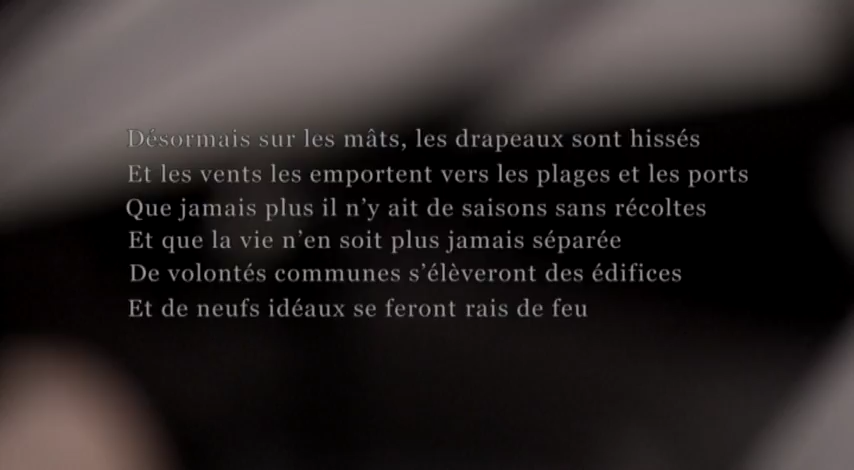 Désormais sur les mâts, les drapeaux sont hissés
Et les vents les emportent vers les plages et les ports
Que jamais plus il n’y ait de saisons sans récoltes
Et que la vie n’en soit plus jamais séparée
De volontés communes s’élèveront des édifices
Et de neufs idéaux se feront rais de feu